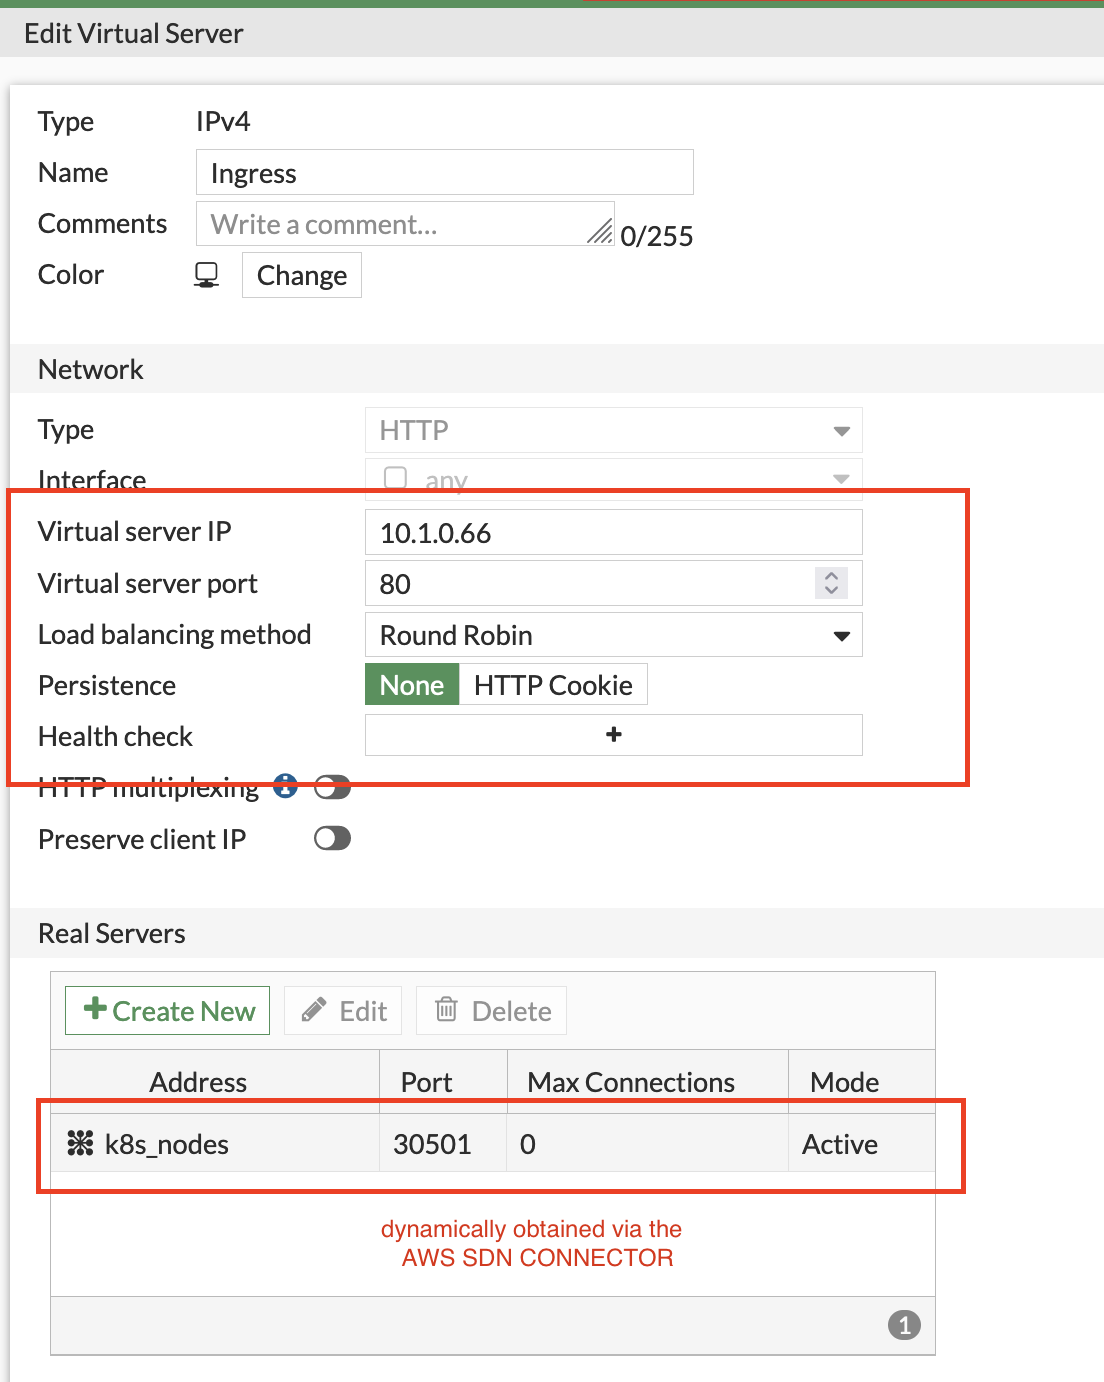 Edit Virtual Server
Type IPv4
Name Ingress
Comments Write a comment... 0/255
Color Change
Network
Type HTTP
Interface any
Virtual server IP 10.1.0.66
Virtual server port 80
Load balancing method Round Robin
Persistence None HTTP Cookie
Health check +
HTTP multiplexing
Preserve client IP
Real Servers
+ Create New Edit Delete
Address Port Max Connections Mode
k8s_nodes 30501 0 Active
dynamically obtained via the
AWS SDN CONNECTOR
1